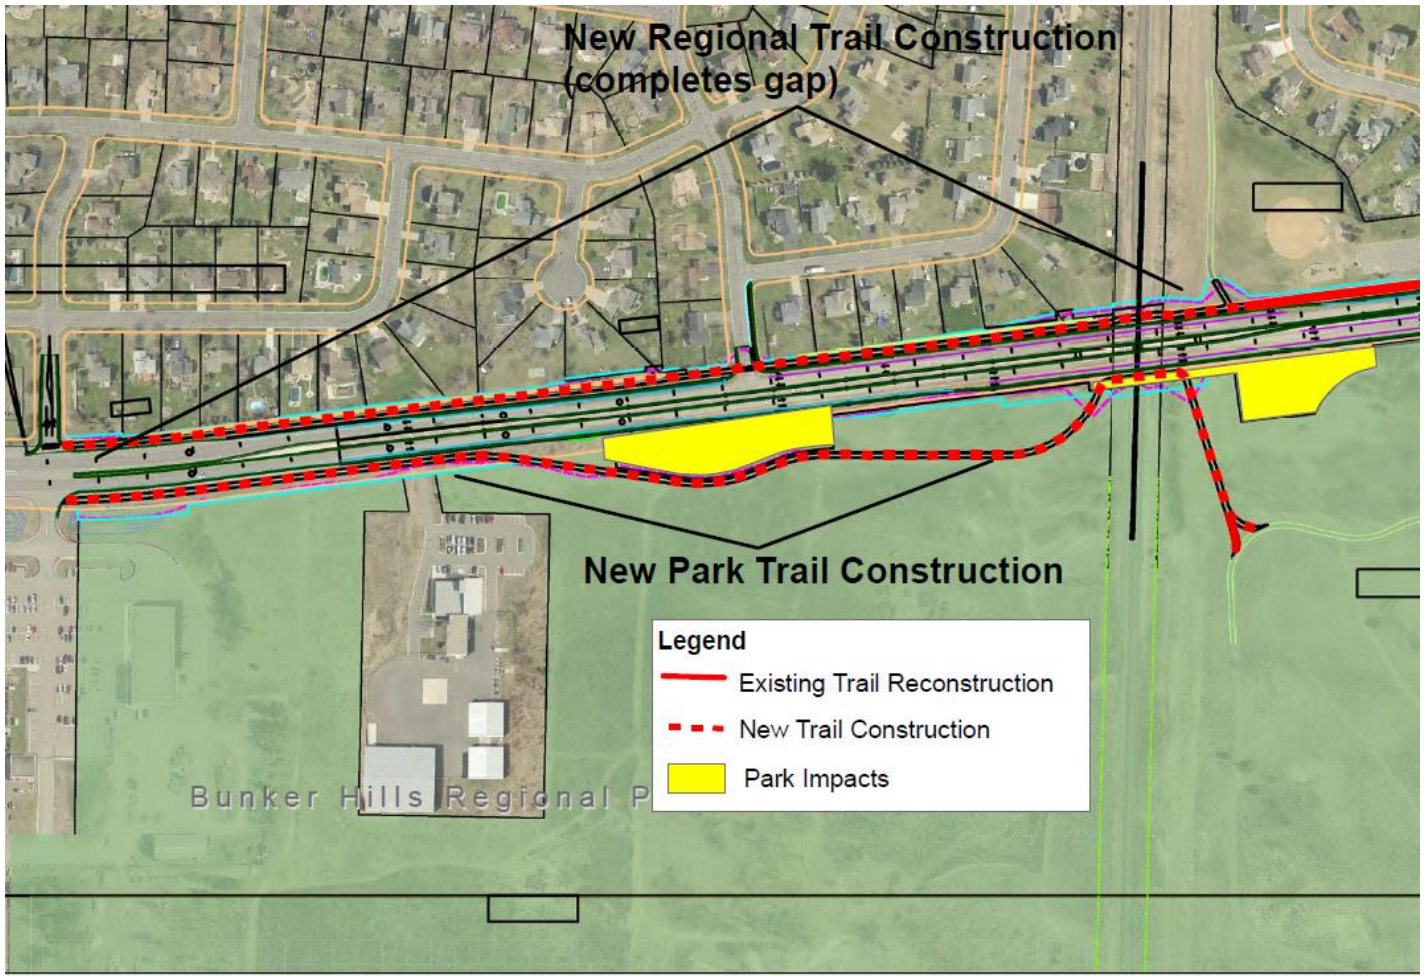 New Regional Trail Construction
(completes gap)
New Park Trail Construction
Legend
Existing Trail Reconstruction
New Trail Construction
Park Impacts
Bunker Hills Regional P